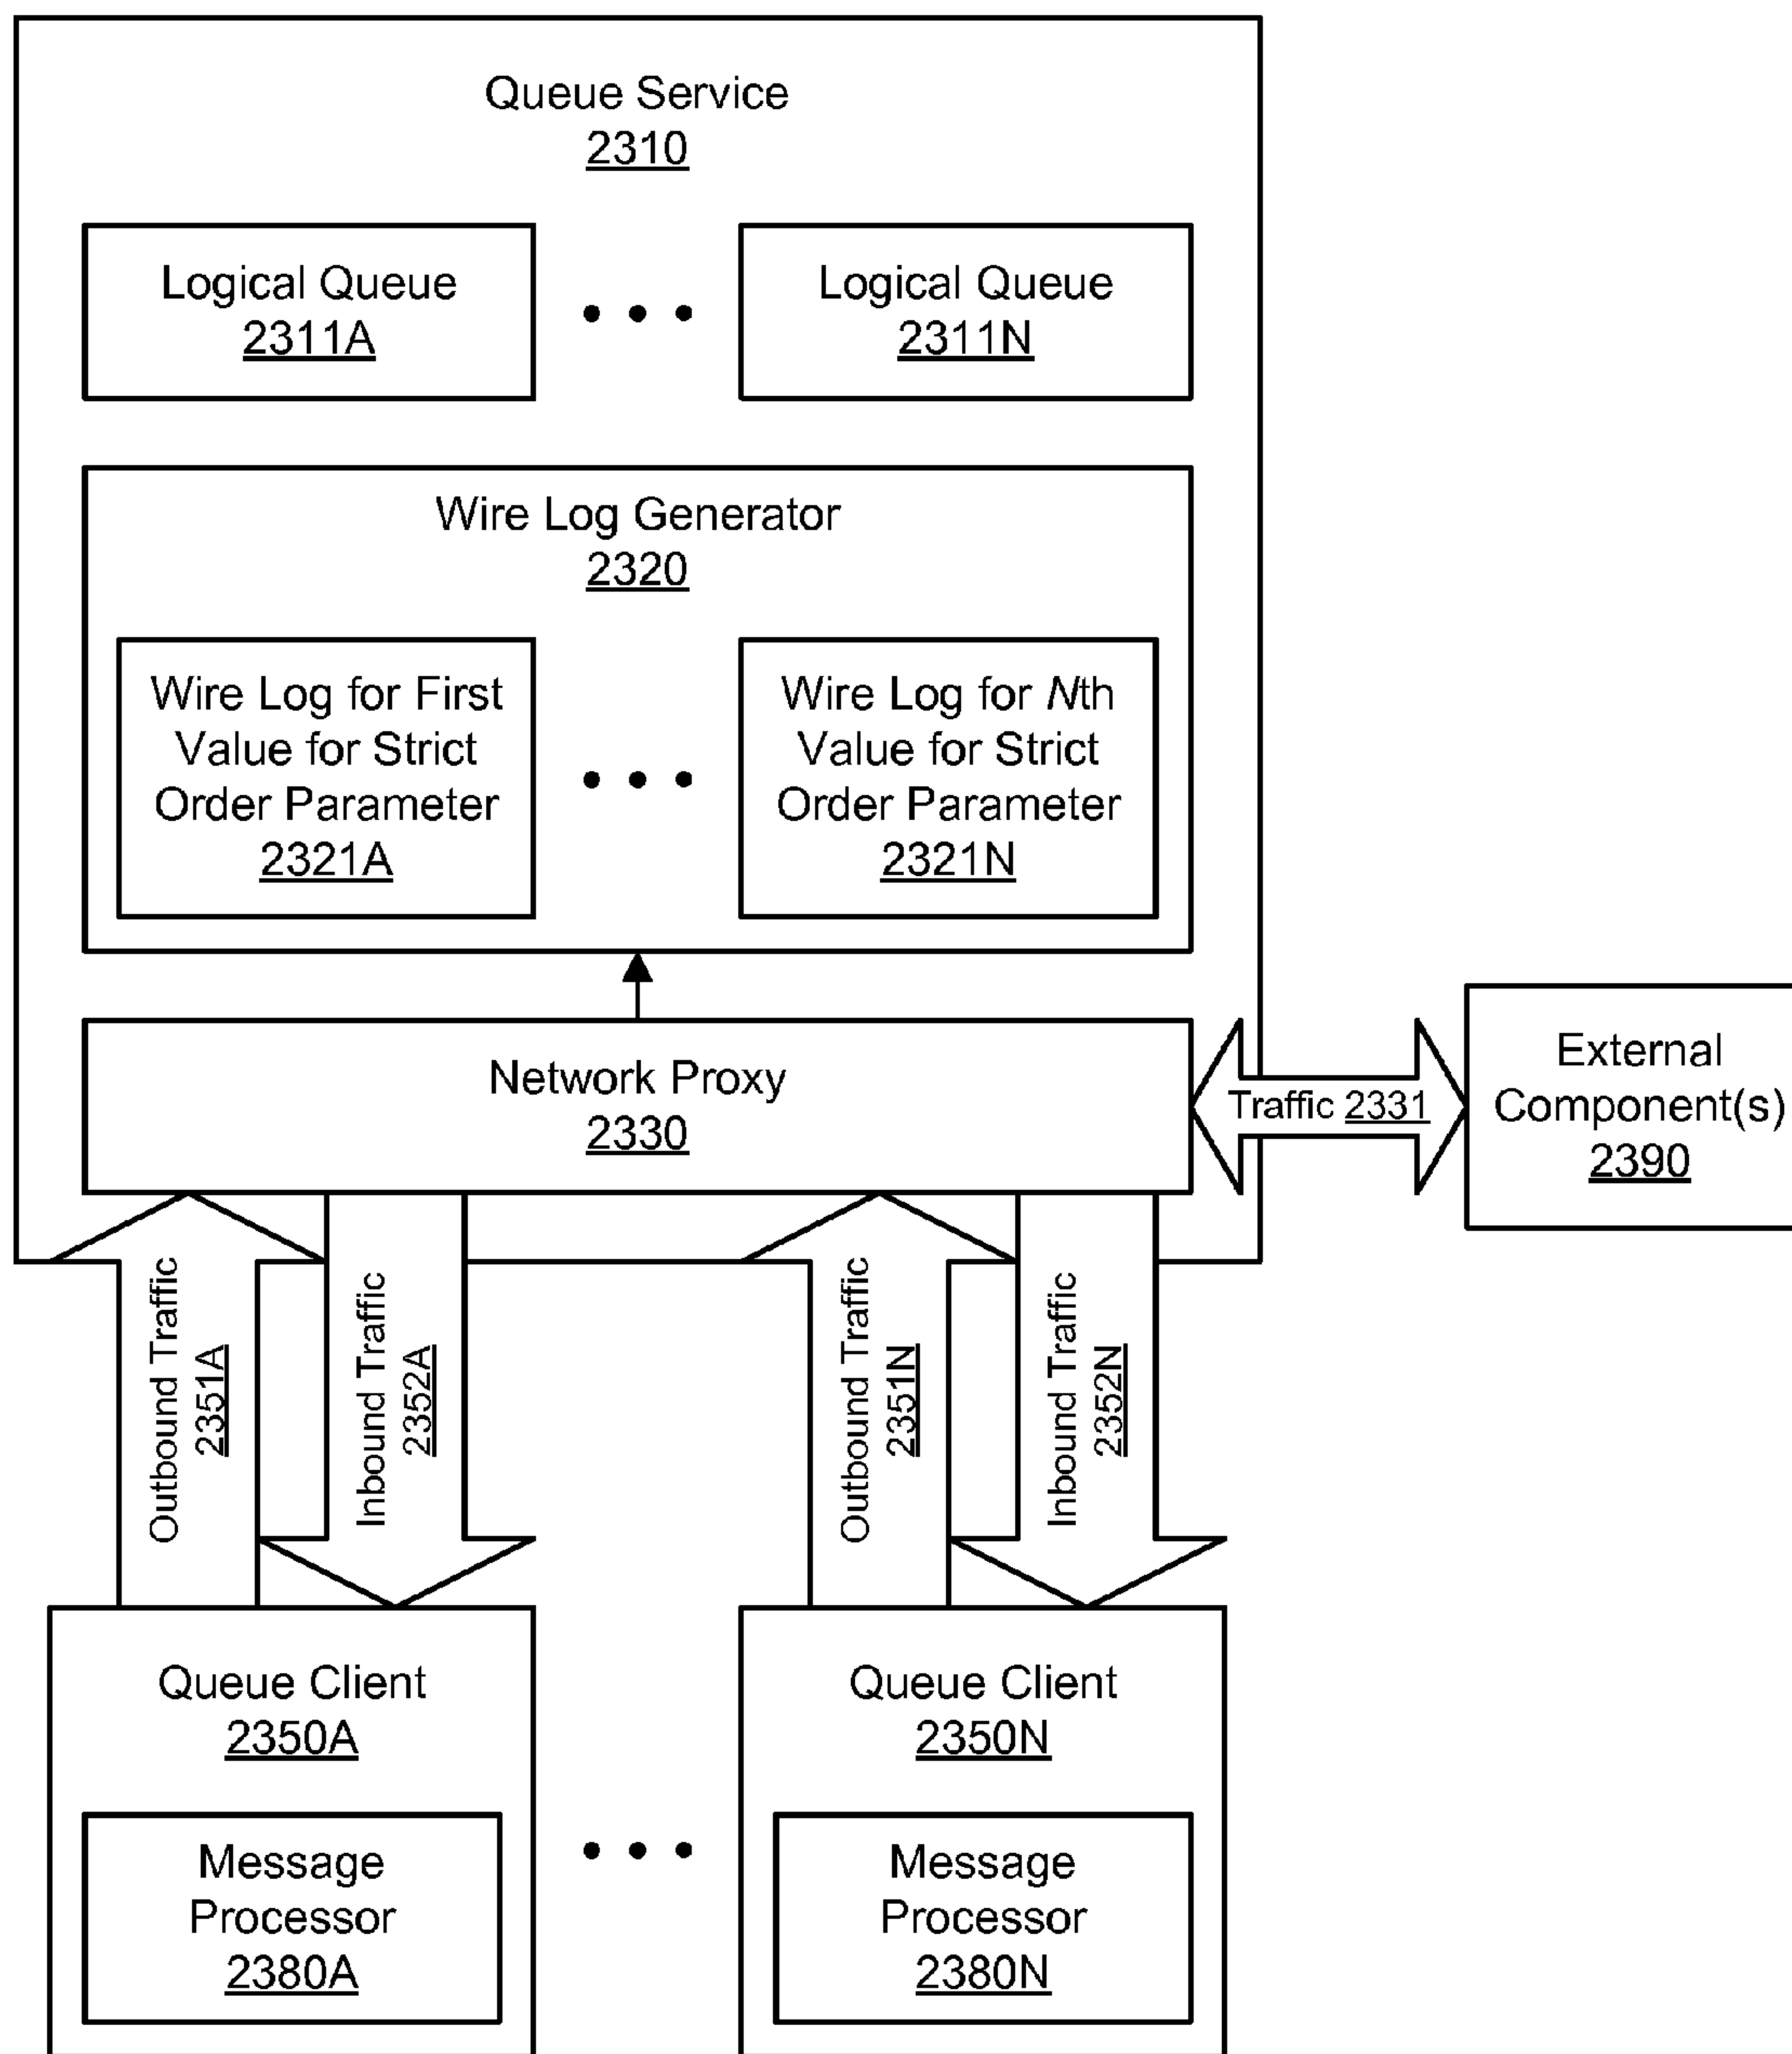 Queue Service
2310
Logical Queue
2311A
Logical Queue
2311N
Wire Log Generator
2320
Wire Log for First
Value for Strict
Order Parameter
2321A
Wire Log for Nth
Value for Strict
Order Parameter
2321N
Network Proxy
2330
Traffic 2331
External
Component(s)
2390
Outbound Traffic
2351A
Inbound Traffic
2352A
Outbound Traffic
2351N
Inbound Traffic
2352N
Queue Client
2350A
Message
Processor
2380A
Queue Client
2350N
Message
Processor
2380N